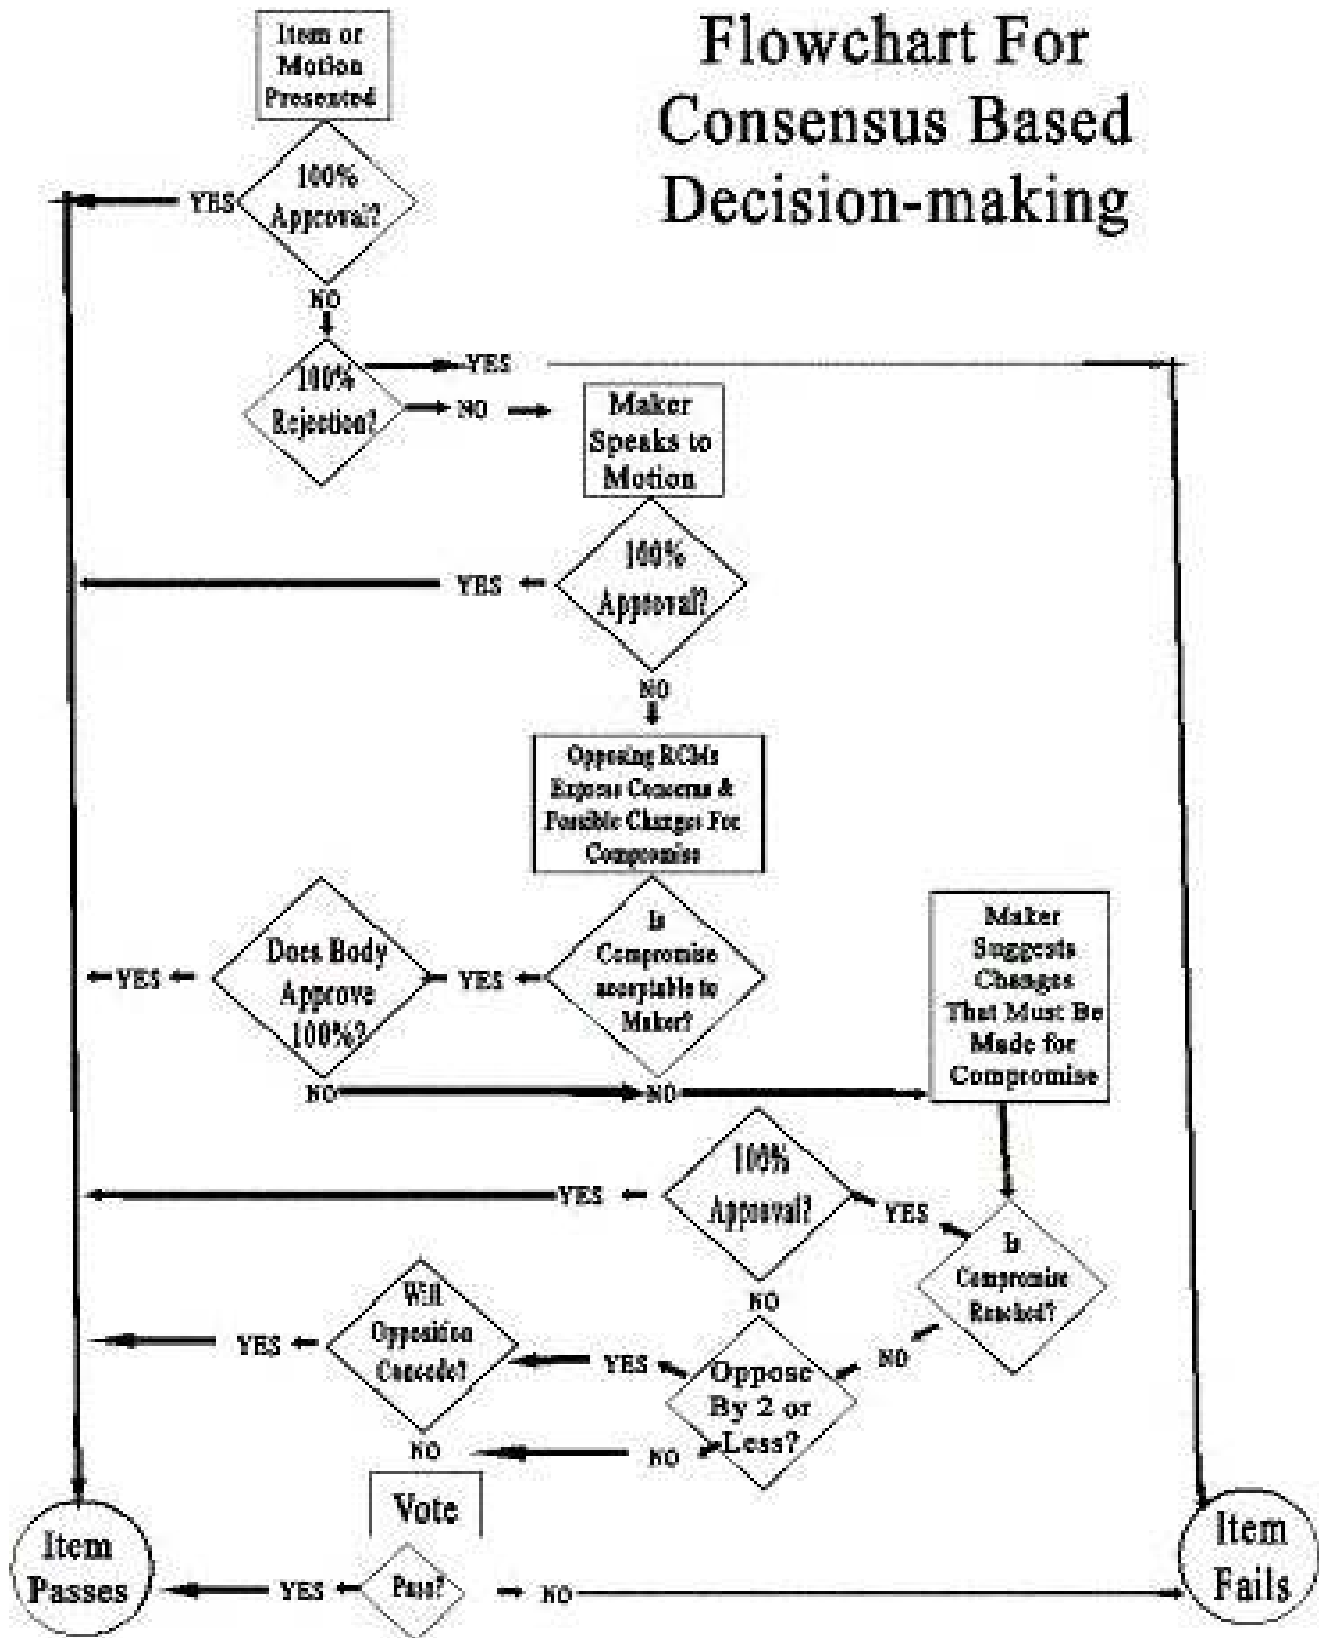 Flowchart For
Consensus Based
Decision-making
Item or
Motion
Presented
100%
Approval?
YES
NO
100%
Rejection?
YES
NO
Maker
Speaks to
Motion
100%
Approval?
YES
NO
Opposing RCMs
Express Concerns &
Possible Changes For
Compromise
Is
Compromise
acceptable to
Maker?
YES
Does Body
Approve
100%?
YES
NO
NO
Maker
Suggests
Changes
That Must Be
Made for
Compromise
Is
Compromise
Reached?
YES
NO
100%
Approval?
YES
NO
Oppose
By 2 or
Less?
YES
NO
Will
Opposition
Concede?
YES
NO
Vote
Pass?
YES
NO
Item
Passes
Item
Fails